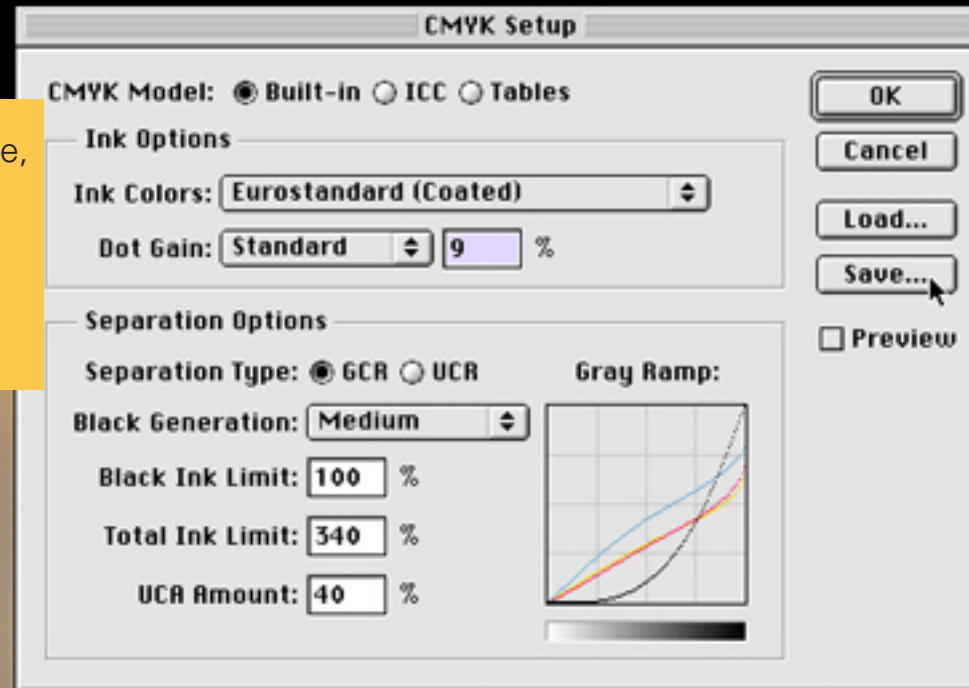 CMYK Setup
CMYK Model: Built-in ICC Tables
OK
e,
Ink Options
Cancel
Ink Colors: Eurostandard (Coated)
Load...
Dot Gain: Standard 9 %
Save...
Separation Options
Preview
Separation Type: GCR UCR
Gray Ramp:
Black Generation: Medium
Black Ink Limit: 100 %
Total Ink Limit: 340 %
UCA Amount: 40 %